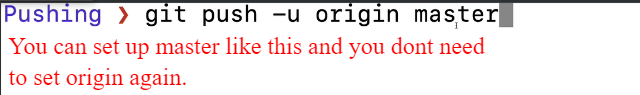 Pushing ❯ git push -u origin master
You can set up master like this and you dont need
to set origin again.